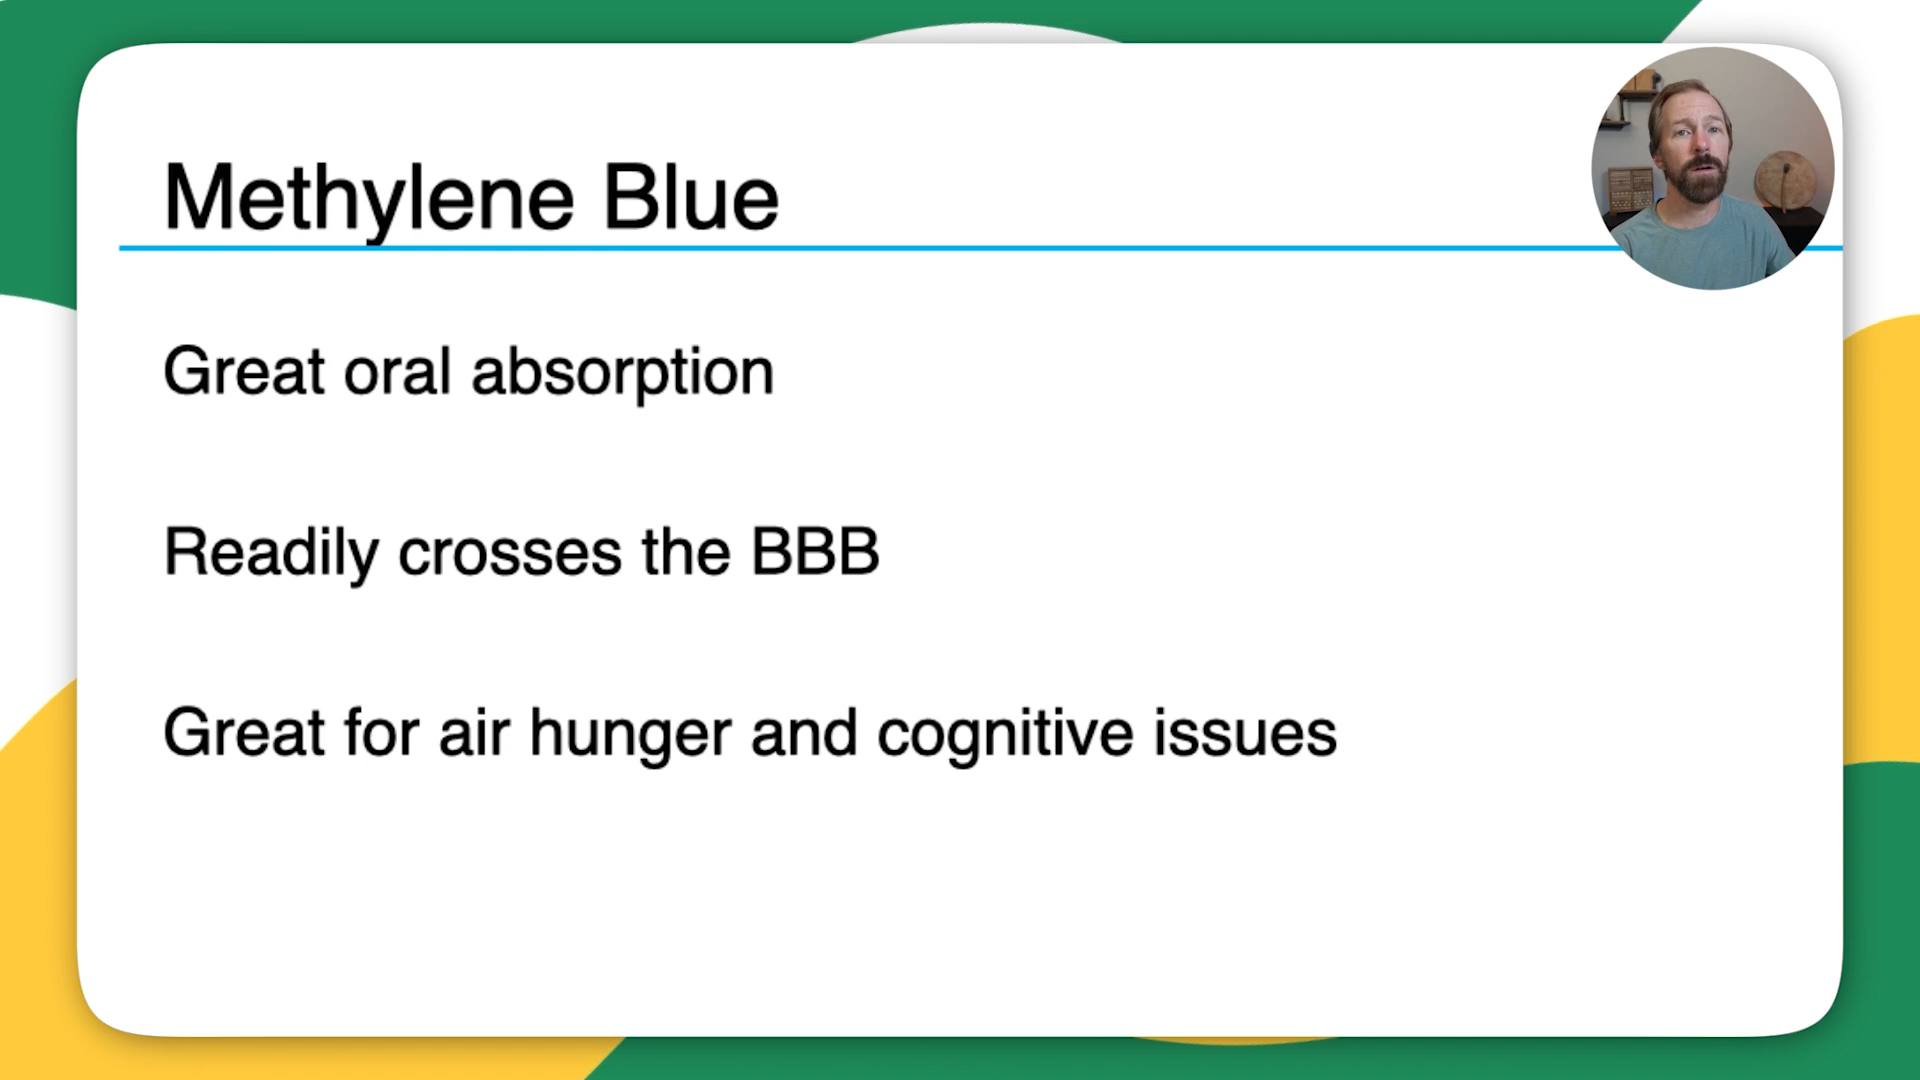 Methylene Blue
Great oral absorption
Readily crosses the BBB
Great for air hunger and cognitive issues